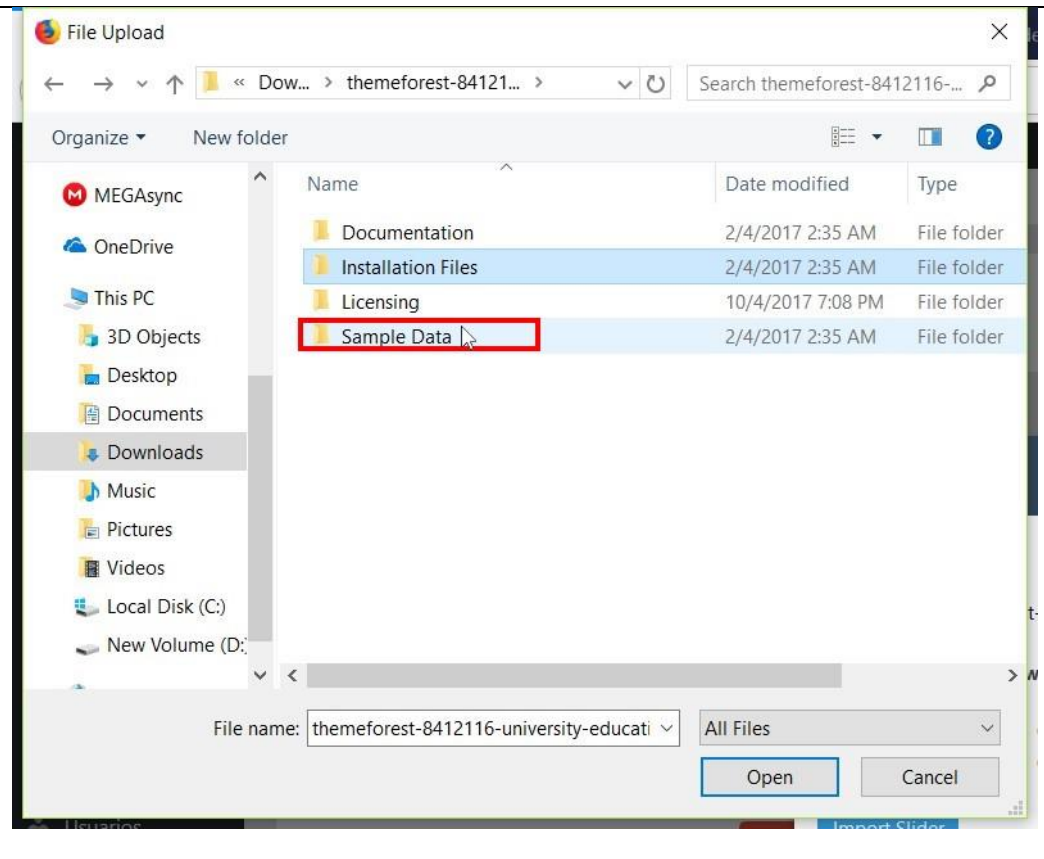 File Upload
« Dow... > themeforest-84121... >
Search themeforest-8412116-...
Organize
New folder
Name
Date modified
Type
MEGAsync
OneDrive
This PC
3D Objects
Desktop
Documents
Downloads
Music
Pictures
Videos
Local Disk (C:)
New Volume (D:
Documentation 2/4/2017 2:35 AM File folder
Installation Files 2/4/2017 2:35 AM File folder
Licensing 10/4/2017 7:08 PM File folder
Sample Data 2/4/2017 2:35 AM File folder
File name: themeforest-8412116-university-educati
All Files
Open
Cancel
Usuarios
Import Slider